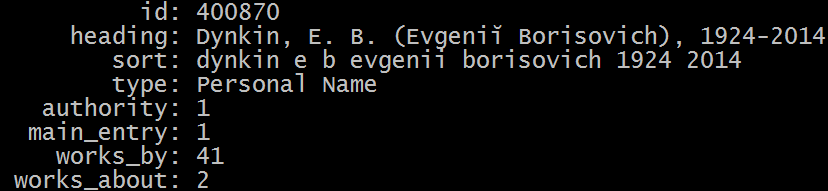 id: 400870
heading: Dynkin, E. B. (Evgeniĭ Borisovich), 1924-2014
sort: dynkin e b evgenii borisovich 1924 2014
type: Personal Name
authority: 1
main_entry: 1
works_by: 41
works_about: 2